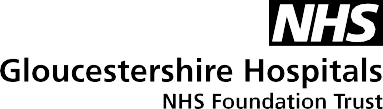 NHS
Gloucestershire Hospitals
NHS Foundation Trust